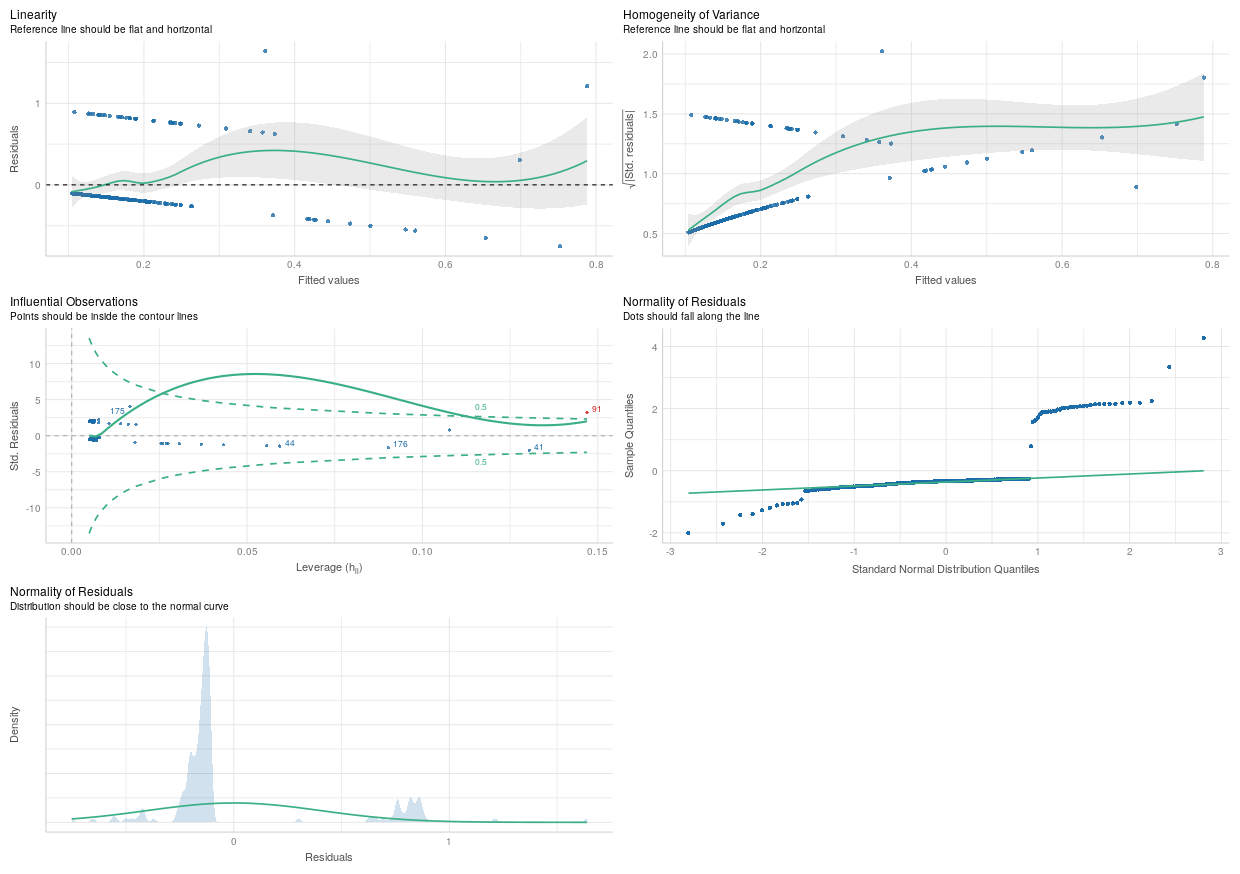 Linearity
Reference line should be flat and horizontal
Residuals
1
0
0.2
0.4
0.6
0.8
Fitted values
Homogeneity of Variance
Reference line should be flat and horizontal
√|Std. residuals|
2.0
1.5
1.0
0.5
0.2
0.4
0.6
0.8
Fitted values
Influential Observations
Points should be inside the contour lines
Std. Residuals
10
5
0
-5
-10
175
44
176
41
91
0.5
0.5
0.00
0.05
0.10
0.15
Leverage (hii)
Normality of Residuals
Dots should fall along the line
Sample Quantiles
4
2
0
-2
-3
-2
-1
0
1
2
3
Standard Normal Distribution Quantiles
Normality of Residuals
Distribution should be close to the normal curve
Density
0
1
Residuals